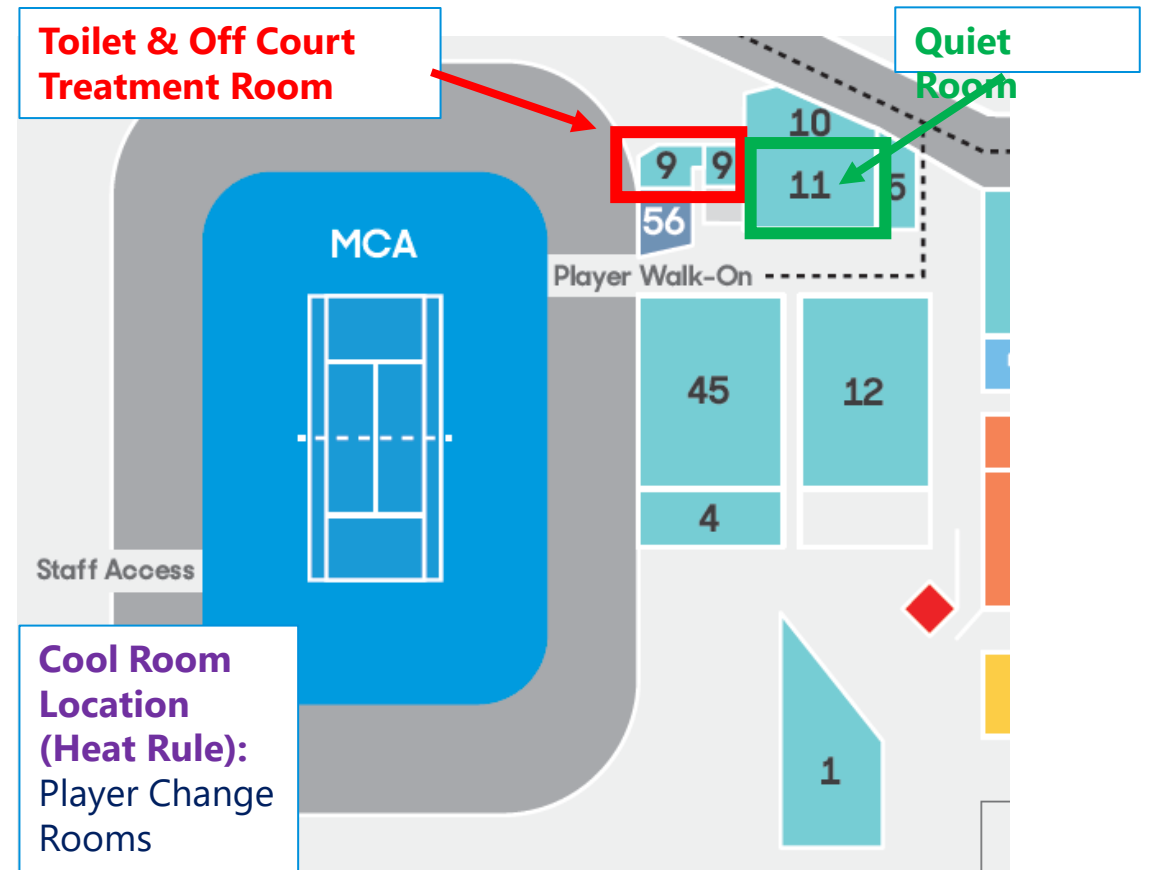 Toilet & Off Court
Treatment Room
Quiet
Room
10
9
9
11
5
56
MCA
Player Walk-On
45
12
4
Staff Access
Cool Room
Location
(Heat Rule):
Player Change
Rooms
1